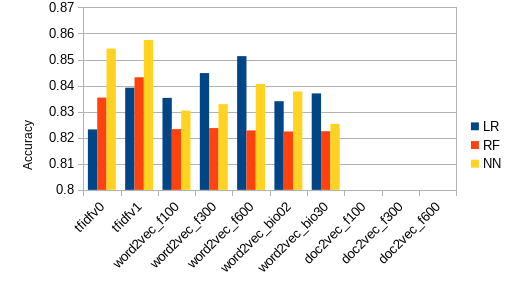 0.87
0.86
0.85
0.84
0.83
0.82
0.81
0.8
Accuracy
tfidfv0
tfidfv1
word2vec_f100
word2vec_f300
word2vec_f600
word2vec_bio02
word2vec_bio30
doc2vec_f100
doc2vec_f300
doc2vec_f600
LR
RF
NN